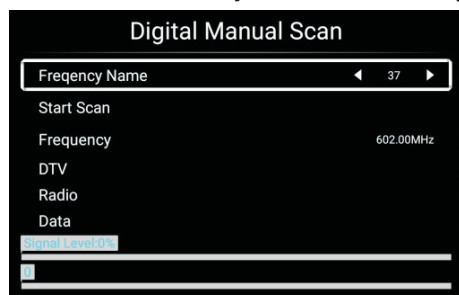 Digital Manual Scan
Freqency Name 37
Start Scan
Frequency 602.00MHz
DTV
Radio
Data
Signal Level:0%
0